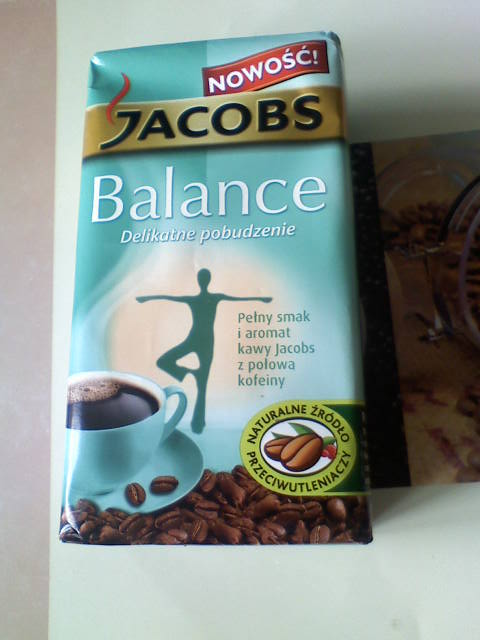 NOWOŚĆ!
JACOBS
Balance
Delikatne pobudzenie
Pełny smak
i aromat
kawy Jacobs
z połową
kofeiny
NATURALNE ŹRÓDŁO
PRZECIWUTLENIACZY